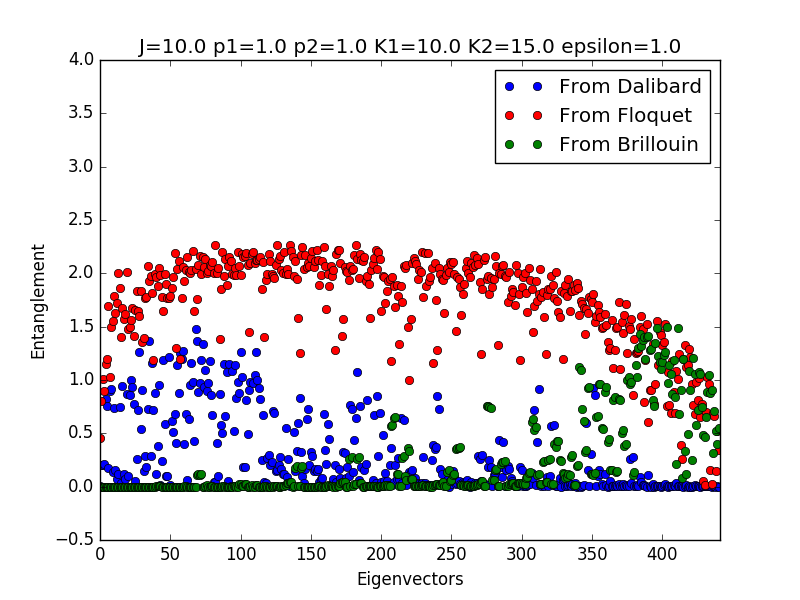 J=10.0 p1=1.0 p2=1.0 K1=10.0 K2=15.0 epsilon=1.0
From Dalibard
From Floquet
From Brillouin
Entanglement
4.0
3.5
3.0
2.5
2.0
1.5
1.0
0.5
0.0
−0.5
0 50 100 150 200 250 300 350 400
Eigenvectors